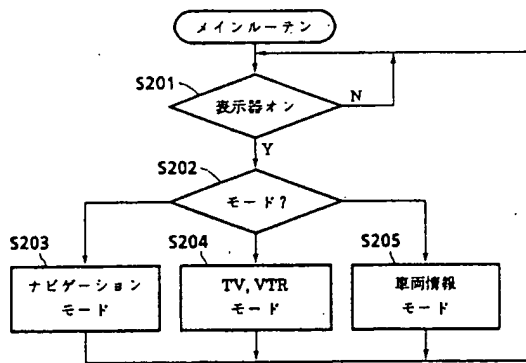 メインルーテン
S201
表示器オン
N
Y
S202
モード?
S203
ナビゲーション
モード
S204
TV, VTR
モード
S205
車両情報
モード